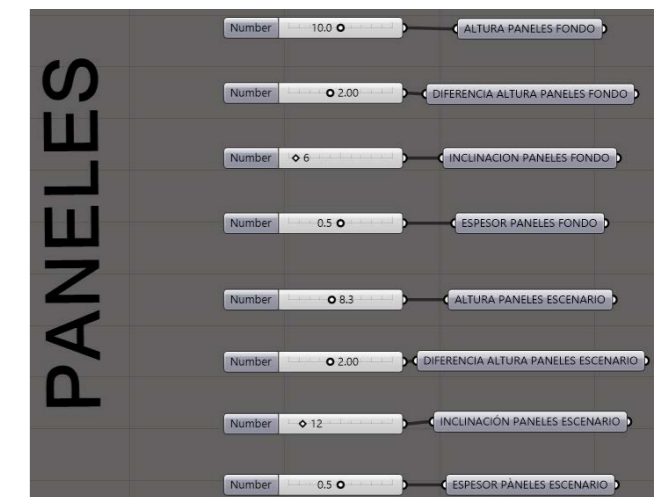 PANELES
Number 10.0 ALTURA PANELES FONDO
Number 2.00 DIFERENCIA ALTURA PANELES FONDO
Number 6 INCLINACION PANELES FONDO
Number 0.5 ESPESOR PANELES FONDO
Number 8.3 ALTURA PANELES ESCENARIO
Number 2.00 DIFERENCIA ALTURA PANELES ESCENARIO
Number 12 INCLINACIÓN PANELES ESCENARIO
Number 0.5 ESPESOR PANELES ESCENARIO